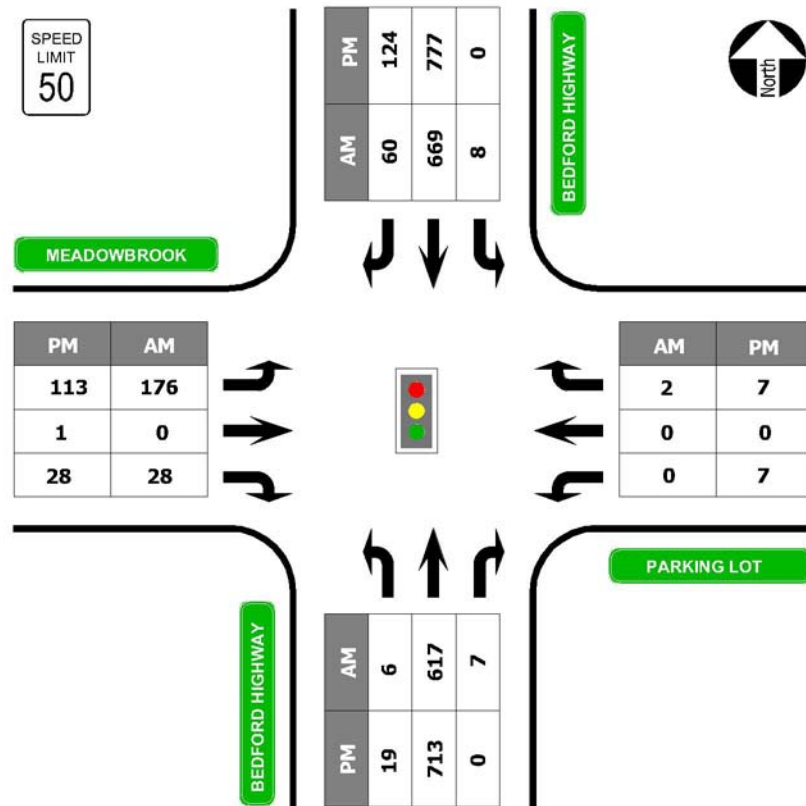 SPEED
LIMIT
50
PM 124 777 0
AM 60 669 8
BEDFORD HIGHWAY
North
MEADOWBROOK
PM AM
113 176
1 0
28 28
AM PM
2 7
0 0
0 7
PARKING LOT
BEDFORD HIGHWAY
AM 6 617 7
PM 19 713 0